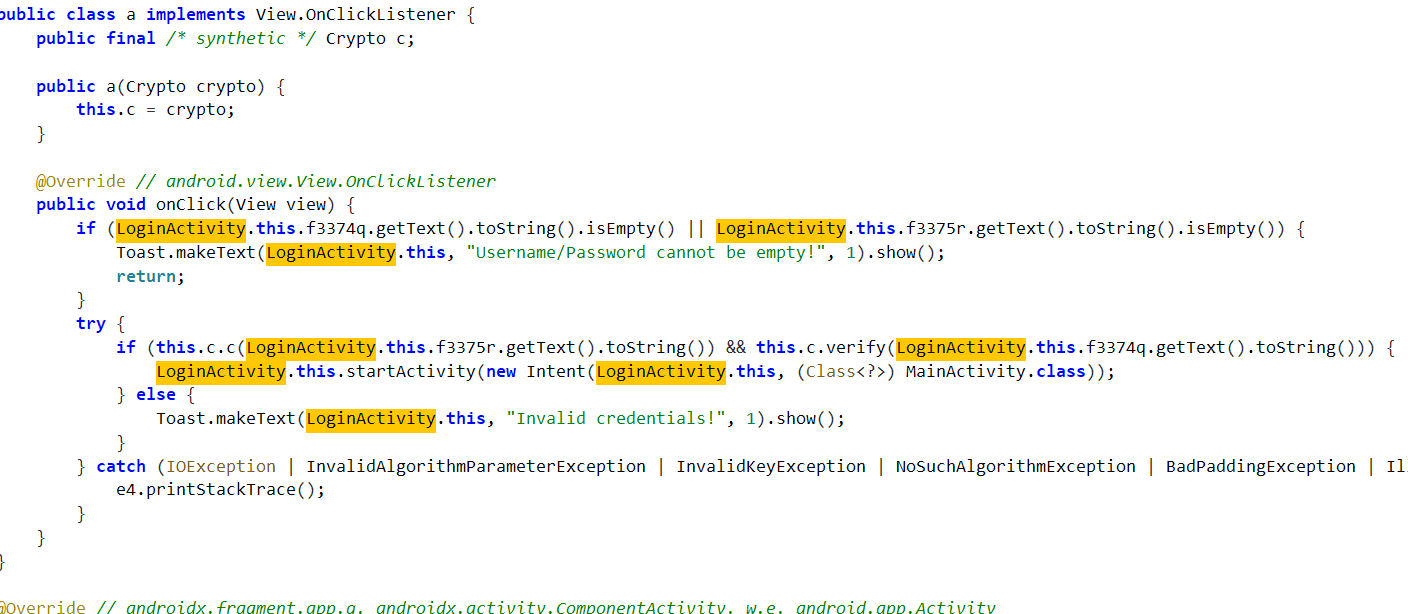 public class a implements View.OnClickListener {
public final /* synthetic */ Crypto c;
public a(Crypto crypto) {
this.c = crypto;
}
@Override // android.view.View.OnClickListener
public void onClick(View view) {
if (LoginActivity.this.f3374q.getText().toString().isEmpty() || LoginActivity.this.f3375r.getText().toString().isEmpty()) {
Toast.makeText(LoginActivity.this, "Username/Password cannot be empty!", 1).show();
return;
}
try {
if (this.c.c(LoginActivity.this.f3375r.getText().toString()) && this.c.verify(LoginActivity.this.f3374q.getText().toString())) {
LoginActivity.this.startActivity(new Intent(LoginActivity.this, (Class<?>) MainActivity.class));
} else {
Toast.makeText(LoginActivity.this, "Invalid credentials!", 1).show();
}
} catch (IOException | InvalidAlgorithmParameterException | InvalidKeyException | NoSuchAlgorithmException | BadPaddingException | Il
e4.printStackTrace();
}
}
}
@Override // androidx.fragment.app.q, androidx.activity.ComponentActivity, w.e, android.app.Activity